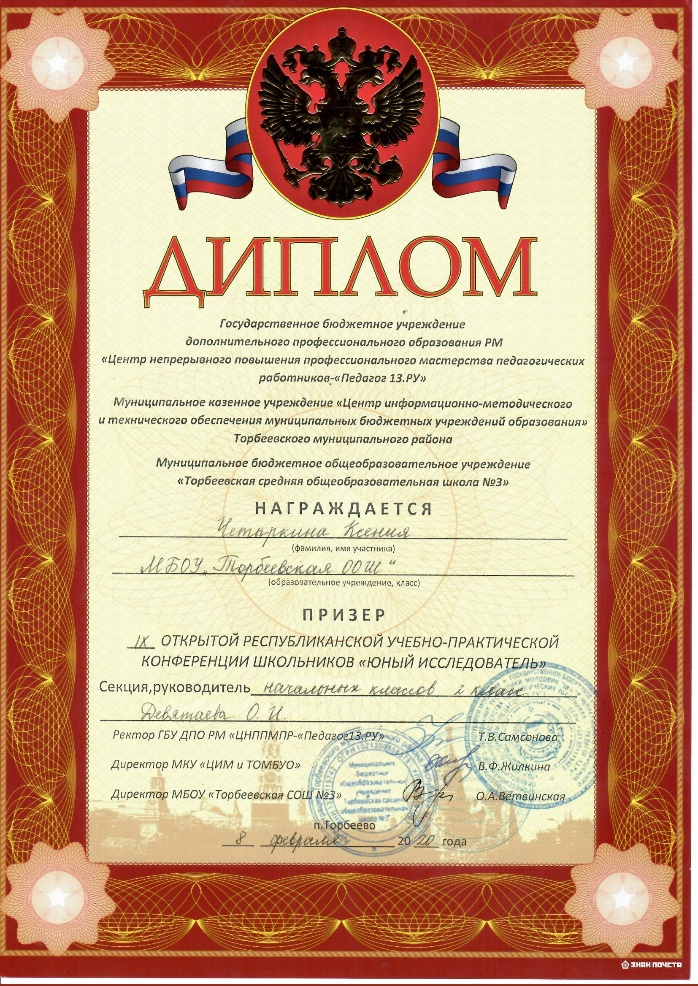 ДИПЛОМ
Государственное бюджетное учреждение
дополнительного профессионального образования РМ
«Центр непрерывного повышения профессионального мастерства педагогических
работников-«Педагог 13.РУ»
Муниципальное казенное учреждение «Центр информационно-методического
и технического обеспечения муниципальных бюджетных учреждений образования»
Торбеевского муниципального района
Муниципальное бюджетное общеобразовательное учреждение
«Торбеевская средняя общеобразовательная школа №3»
НАГРАЖДАЕТСЯ
Четыркина Ксения
(фамилия, имя участника)
МБОУ „Торбеевская ООШ“
(образовательное учреждение, класс)
ПРИЗЕР
IX ОТКРЫТОЙ РЕСПУБЛИКАНСКОЙ УЧЕБНО-ПРАКТИЧЕСКОЙ
КОНФЕРЕНЦИИ ШКОЛЬНИКОВ «ЮНЫЙ ИССЛЕДОВАТЕЛЬ»
Секция,руководитель начальных классов 2 класс
Девятаева О. И.
Ректор ГБУ ДПО РМ «ЦНППМПР-«Педагог13.РУ» Т.В.Самсонова
Директор МКУ «ЦИМ и ТОМБУО» В.Ф.Жилкина
Директор МБОУ «Торбеевская СОШ №3» О.А.Ветвинская
п.Торбеево
8 февраля 2020 года
ЗНАК ПОЧЕТА